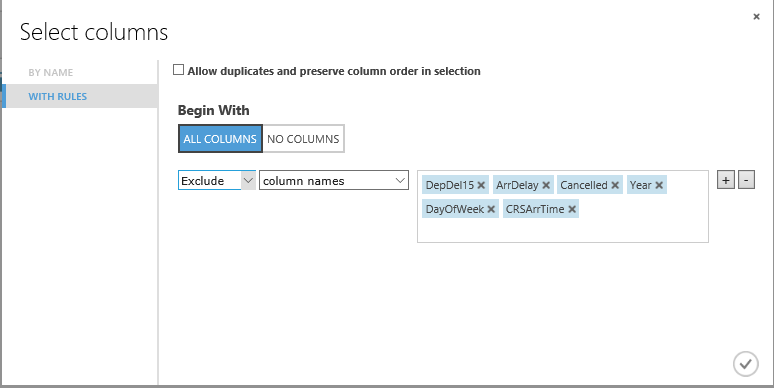 Select columns
BY NAME
WITH RULES
Allow duplicates and preserve column order in selection
Begin With
ALL COLUMNS NO COLUMNS
Exclude column names DepDel15 ArrDelay Cancelled Year + -
DayOfWeek CRSArrTime